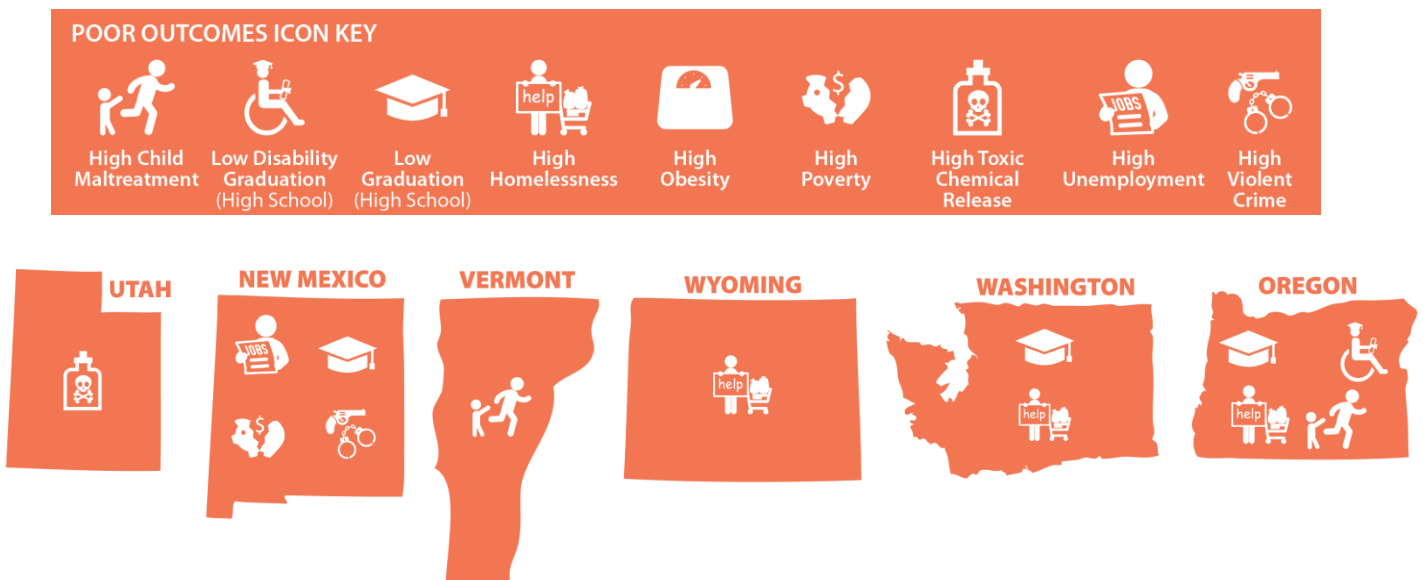 POOR OUTCOMES ICON KEY
help
$
JOBS
High Child
Maltreatment
Low Disability
Graduation
(High School)
Low
Graduation
(High School)
High
Homelessness
High
Obesity
High
Poverty
High Toxic
Chemical
Release
High
Unemployment
High
Violent
Crime
UTAH
NEW MEXICO
VERMONT
WYOMING
WASHINGTON
OREGON
JOBS
$
help
help
help